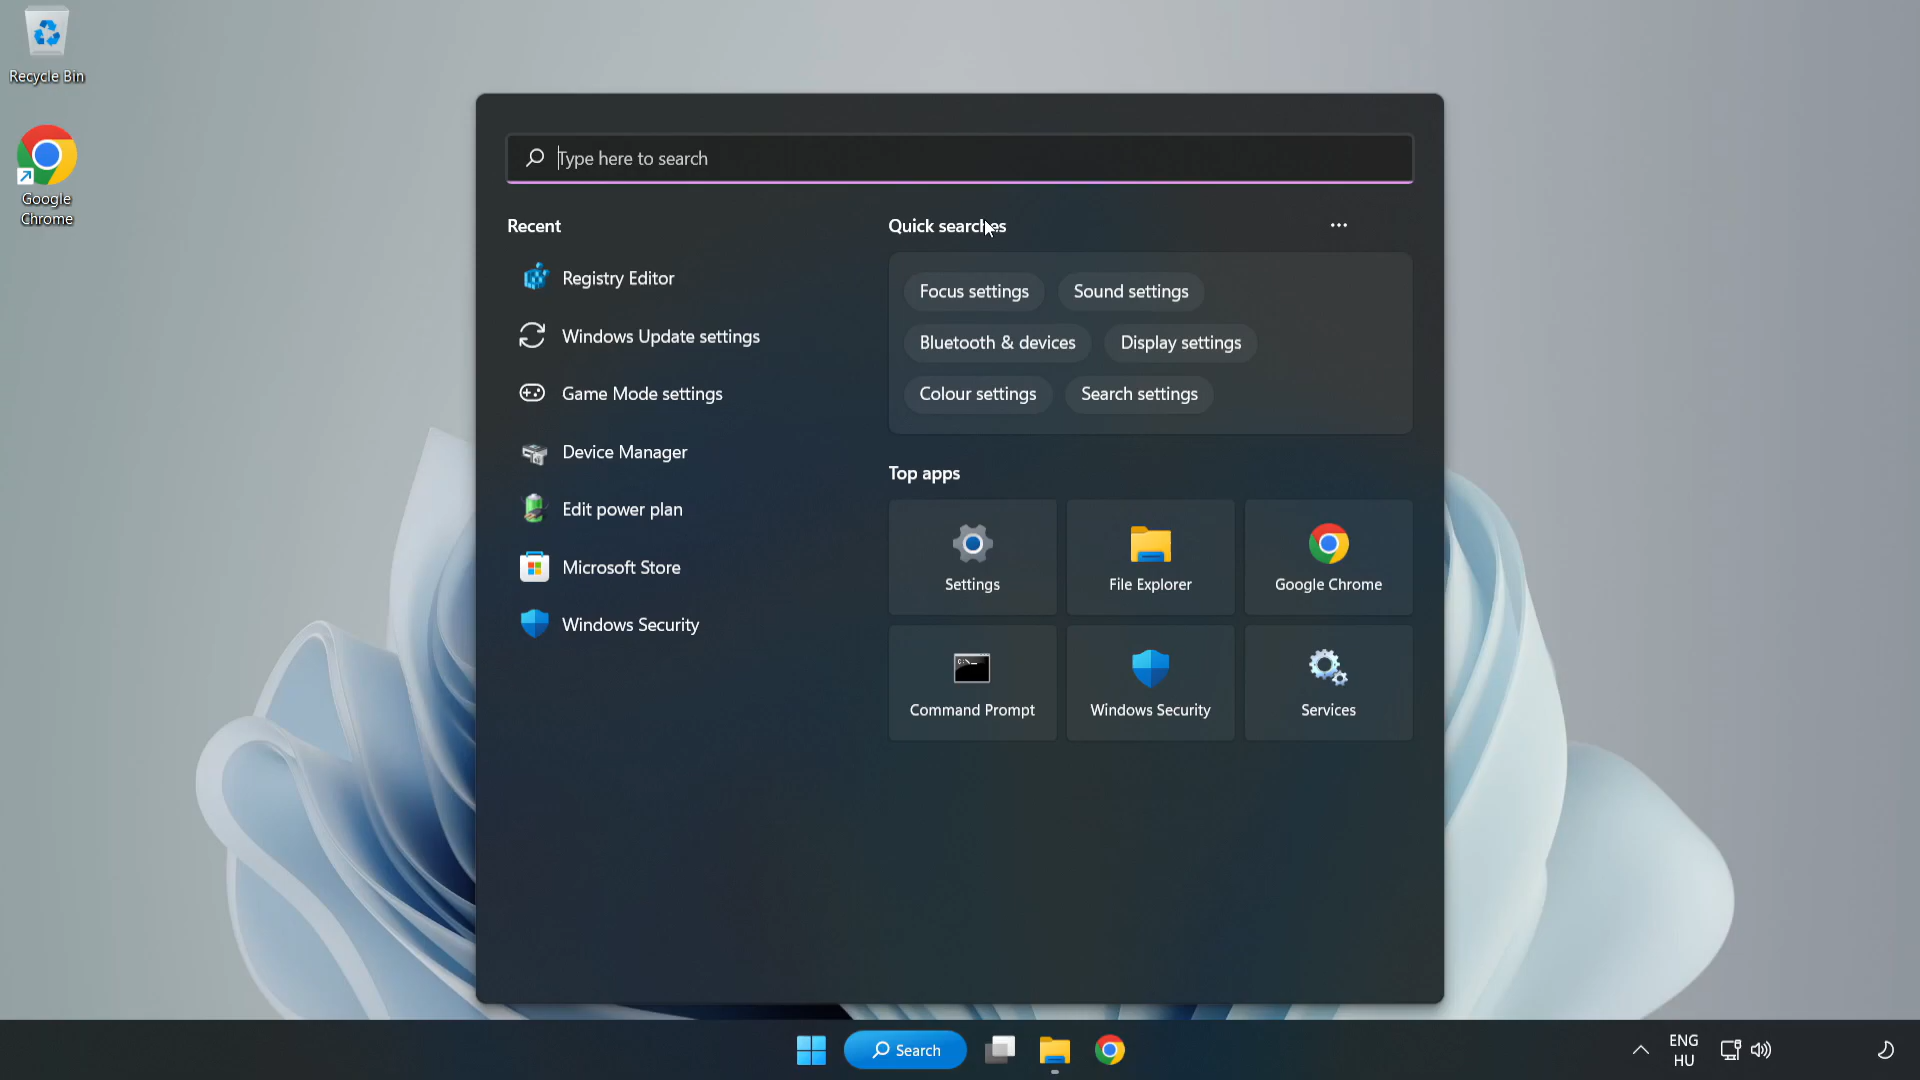 Recycle Bin
Google
Chrome
Type here to search
Recent
Registry Editor
Windows Update settings
Game Mode settings
Device Manager
Edit power plan
Microsoft Store
Windows Security
Quick searches
Focus settings
Sound settings
Bluetooth & devices
Display settings
Colour settings
Search settings
Top apps
Settings
File Explorer
Google Chrome
Command Prompt
Windows Security
Services
Search
ENG
HU